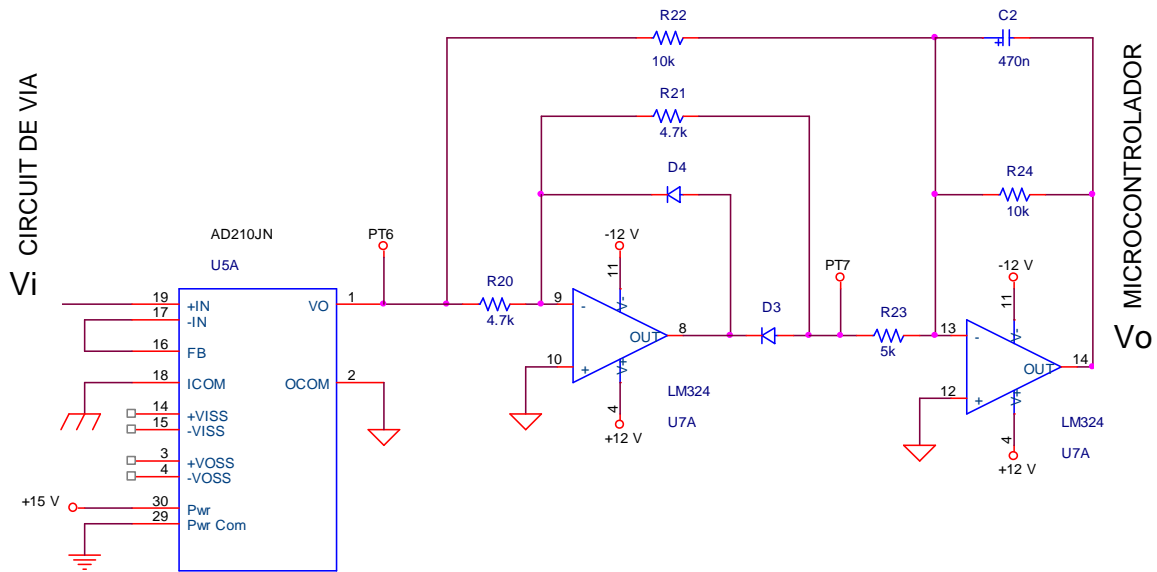 R22
10k
C2
470n
R21
4.7k
D4
R24
10k
CIRCUIT DE VIA
Vi
MICROCONTROLADOR
Vo
AD210JN
U5A
PT6
19 +IN
17 -IN
16 FB
18 ICOM
14 +VISS
15 -VISS
3 +VOSS
4 -VOSS
30 Pwr
29 Pwr Com
+15 V
VO 1
OCOM 2
R20
4.7k
-12 V
11
V-
9 -
10 +
OUT 8
V+
4
+12 V
LM324
U7A
D3
PT7
R23
5k
-12 V
11
V-
13 -
12 +
OUT 14
V+
4
+12 V
LM324
U7A